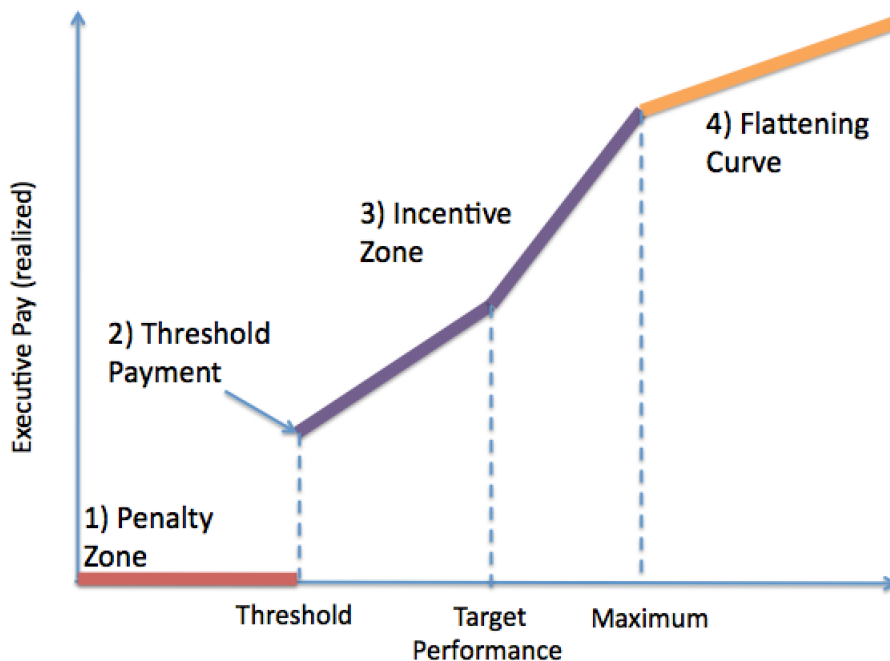 4) Flattening
Curve
3) Incentive
Zone
Executive Pay (realized)
2) Threshold
Payment
1) Penalty
Zone
Threshold
Target
Performance
Maximum